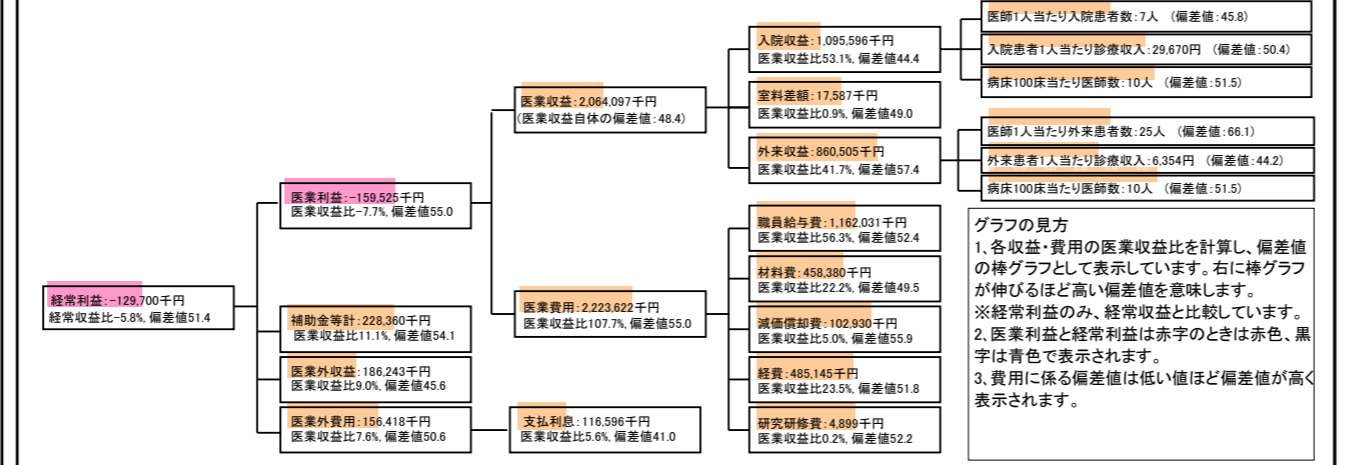 経常利益:-129,700千円
経常収益比-5.8%, 偏差値51.4
医業利益:-159,525千円
医業収益比-7.7%, 偏差値55.0
補助金等計:228,360千円
医業収益比11.1%, 偏差値54.1
医業外収益:186,243千円
医業収益比9.0%, 偏差値45.6
医業外費用:156,418千円
医業収益比7.6%, 偏差値50.6
医業収益:2,064,097千円
(医業収益自体の偏差値:48.4)
医業費用:2,223,622千円
医業収益比107.7%, 偏差値55.0
支払利息:116,596千円
医業収益比5.6%, 偏差値41.0
入院収益:1,095,596千円
医業収益比53.1%, 偏差値44.4
室料差額:17,587千円
医業収益比0.9%, 偏差値49.0
外来収益:860,505千円
医業収益比41.7%, 偏差値57.4
職員給与費:1,162,031千円
医業収益比56.3%, 偏差値52.4
材料費:458,380千円
医業収益比22.2%, 偏差値49.5
減価償却費:102,930千円
医業収益比5.0%, 偏差値55.9
経費:485,145千円
医業収益比23.5%, 偏差値51.8
研究研修費:4,899千円
医業収益比0.2%, 偏差値52.2
医師1人当たり入院患者数:7人 (偏差値:45.8)
入院患者1人当たり診療収入:29,670円 (偏差値:50.4)
病床100床当たり医師数:10人 (偏差値:51.5)
医師1人当たり外来患者数:25人 (偏差値:66.1)
外来患者1人当たり診療収入:6,354円 (偏差値:44.2)
病床100床当たり医師数:10人 (偏差値:51.5)
グラフの見方
1、各収益・費用の医業収益比を計算し、偏差値
の棒グラフとして表示しています。右に棒グラフ
が伸びるほど高い偏差値を意味します。
※経常利益のみ、経常収益と比較しています。
2、医業利益と経常利益は赤字のときは赤色、黒
字は青色で表示されます。
3、費用に係る偏差値は低い値ほど偏差値が高く
表示されます。